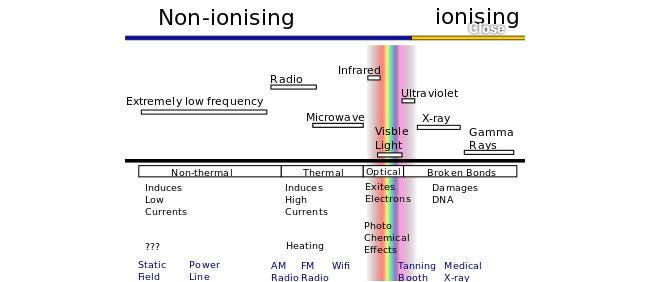 Non-ionising ionising
Close
Infrared
Radio
Ultraviolet
Extremely low frequency
Microwave X-ray
Visble Gamma
Light Rays
Non-thermal Thermal Optical Broken Bonds
Induces Induces Exites Damages
Low High Electrons DNA
Currents Currents
Photo
Chemical
??? Heating Effects
Static Power AM FM Wifi Tanning Medical
Field Line Radio Radio Booth X-ray